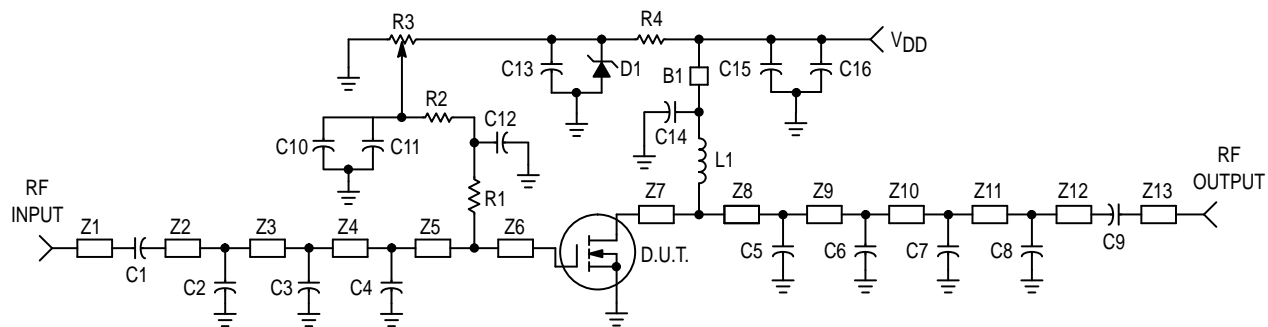 R3
R4
V_DD
C13
D1
B1
C15
C16
R2
C12
C14
C10
C11
L1
R1
RF
INPUT
RF
OUTPUT
Z1
Z2
Z3
Z4
Z5
Z6
Z7
Z8
Z9
Z10
Z11
Z12
Z13
C1
C2
C3
C4
D.U.T.
C5
C6
C7
C8
C9